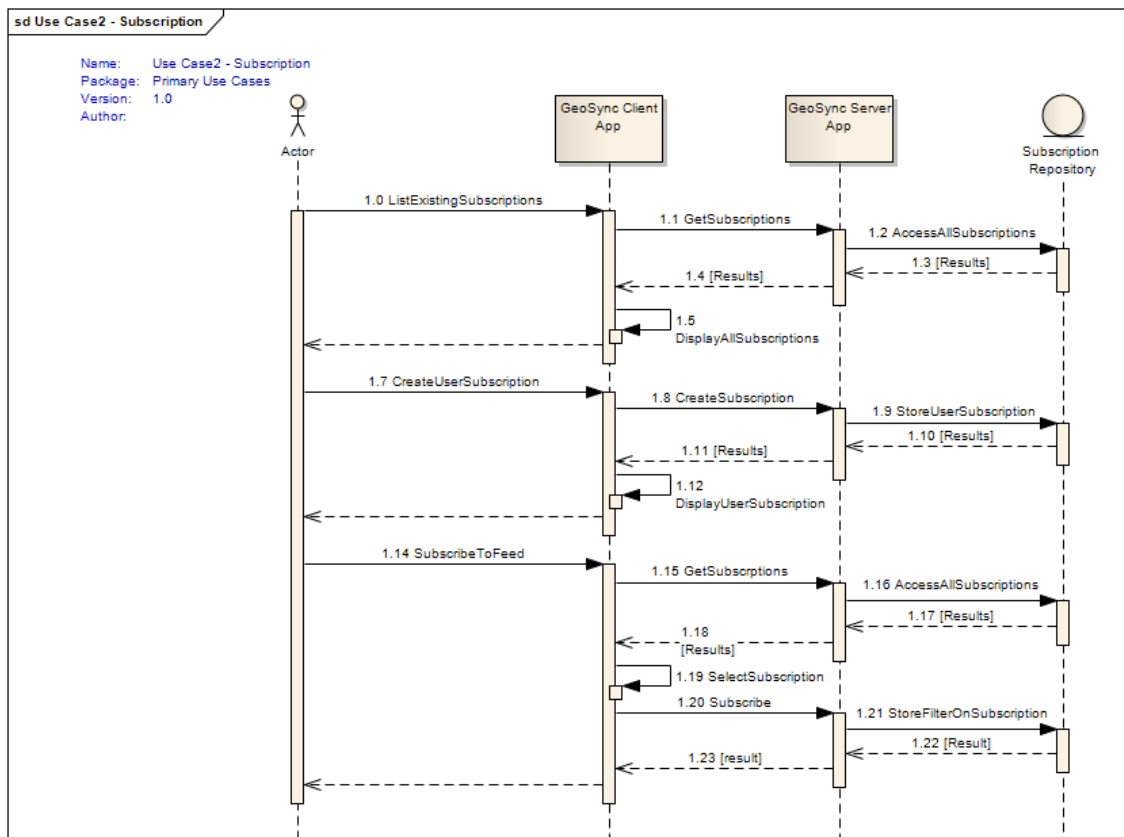 sd Use Case2 - Subscription
Name: Use Case2 - Subscription
Package: Primary Use Cases
Version: 1.0
Author:
Actor
GeoSync Client
App
GeoSync Server
App
Subscription
Repository
1.0 ListExistingSubscriptions
1.1 GetSubscriptions
1.2 AccessAllSubscriptions
1.3 [Results]
1.4 [Results]
1.5
DisplayAllSubscriptions
1.7 CreateUserSubscription
1.8 CreateSubscription
1.9 StoreUserSubscription
1.10 [Results]
1.11 [Results]
1.12
DisplayUserSubscription
1.14 SubscribeToFeed
1.15 GetSubscrptions
1.16 AccessAllSubscriptions
1.17 [Results]
1.18
[Results]
1.19 SelectSubscription
1.20 Subscribe
1.21 StoreFilterOnSubscription
1.22 [Result]
1.23 [result]